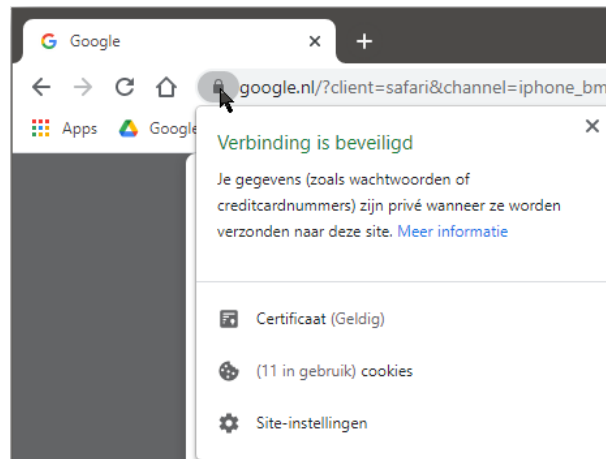 Google
google.nl/?client=safari&channel=iphone_bm
Apps Google
Verbinding is beveiligd
Je gegevens (zoals wachtwoorden of
creditcardnummers) zijn privé wanneer ze worden
verzonden naar deze site. Meer informatie
Certificaat (Geldig)
(11 in gebruik) cookies
Site-instellingen